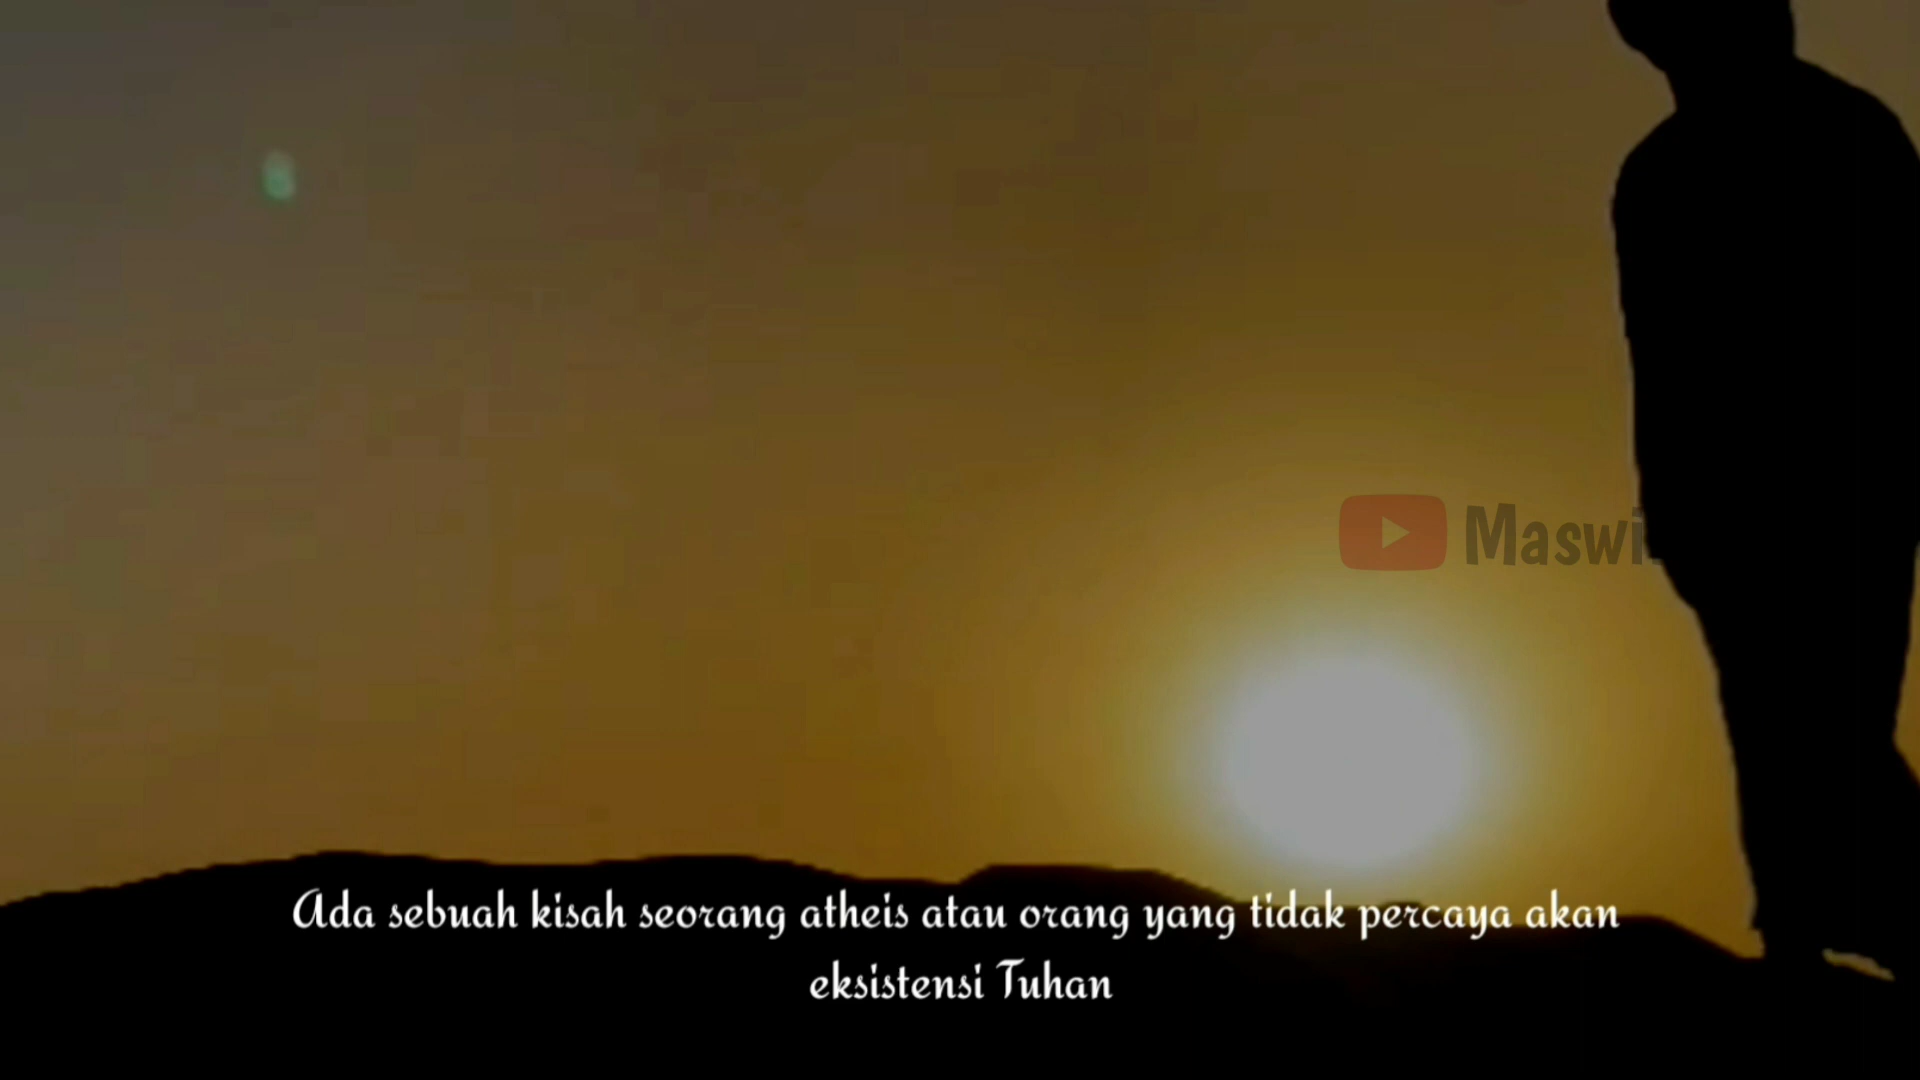 Ada sebuah kisah seorang atheis atau orang yang tidak percaya akan
eksistensi Tuhan